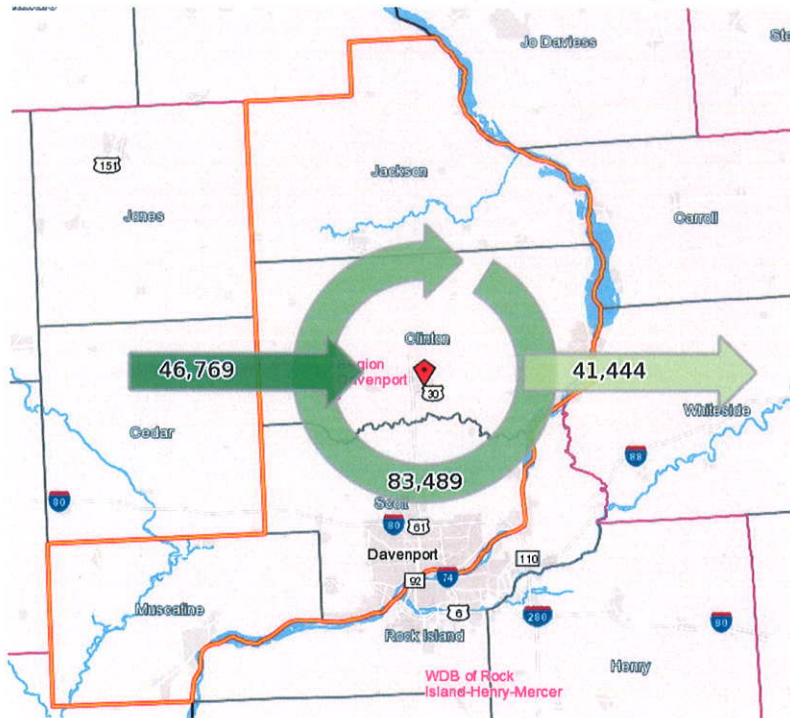 Jo Daviess
151
Jackson
Jones
Carroll
Clinton
46,769
41,444
Davenport
30
Whiteside
Cedar
88
83,489
80
Scott
80
61
Davenport
110
92
74
Muscatine
6
280
80
Rock Island
Henry
WDB of Rock
Island-Henry-Mercer